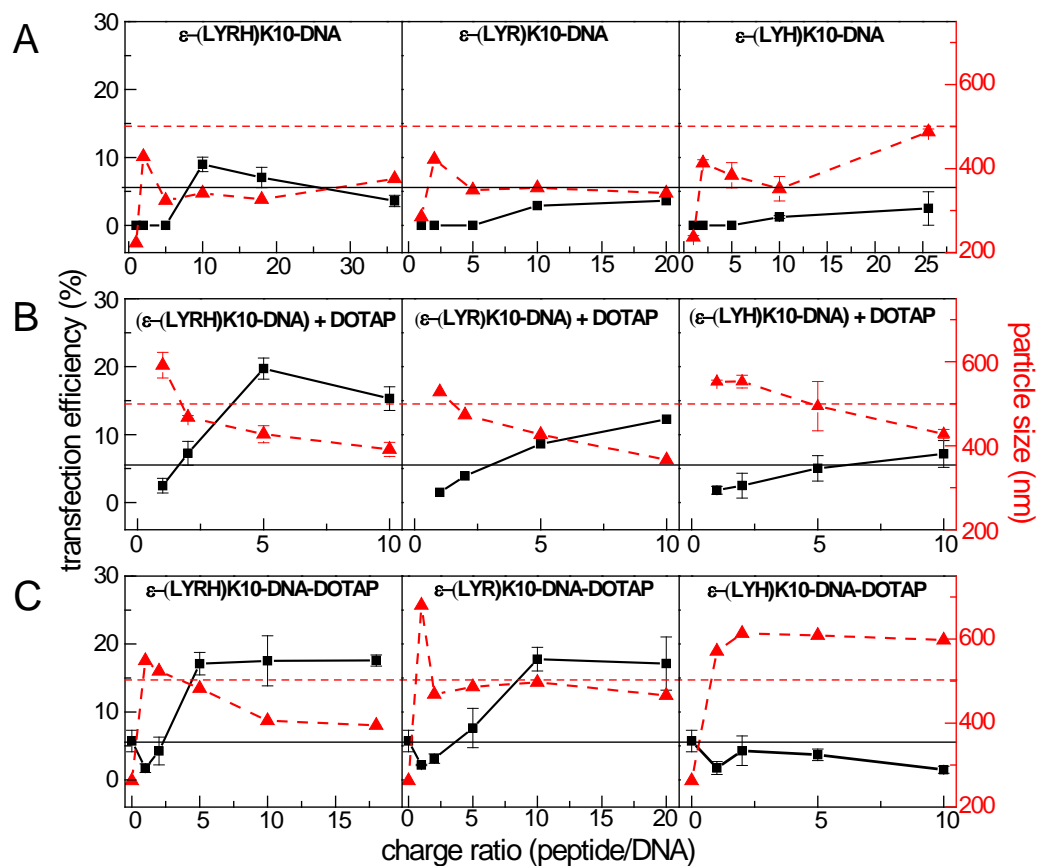 A
ε-(LYRH)K10-DNA
ε-(LYR)K10-DNA
ε-(LYH)K10-DNA
30
20
10
0
600
400
200
0 10 20 30
0 5 10 15 20
0 5 10 15 20 25
B
(ε-(LYRH)K10-DNA) + DOTAP
(ε-(LYR)K10-DNA) + DOTAP
(ε-(LYH)K10-DNA) + DOTAP
30
20
10
0
600
400
200
0 5 10
0 5 10
0 5 10
C
ε-(LYRH)K10-DNA-DOTAP
ε-(LYR)K10-DNA-DOTAP
ε-(LYH)K10-DNA-DOTAP
30
20
10
0
600
400
200
0 5 10 15
0 5 10 15 20
0 5 10
transfection efficiency (%)
particle size (nm)
charge ratio (peptide/DNA)